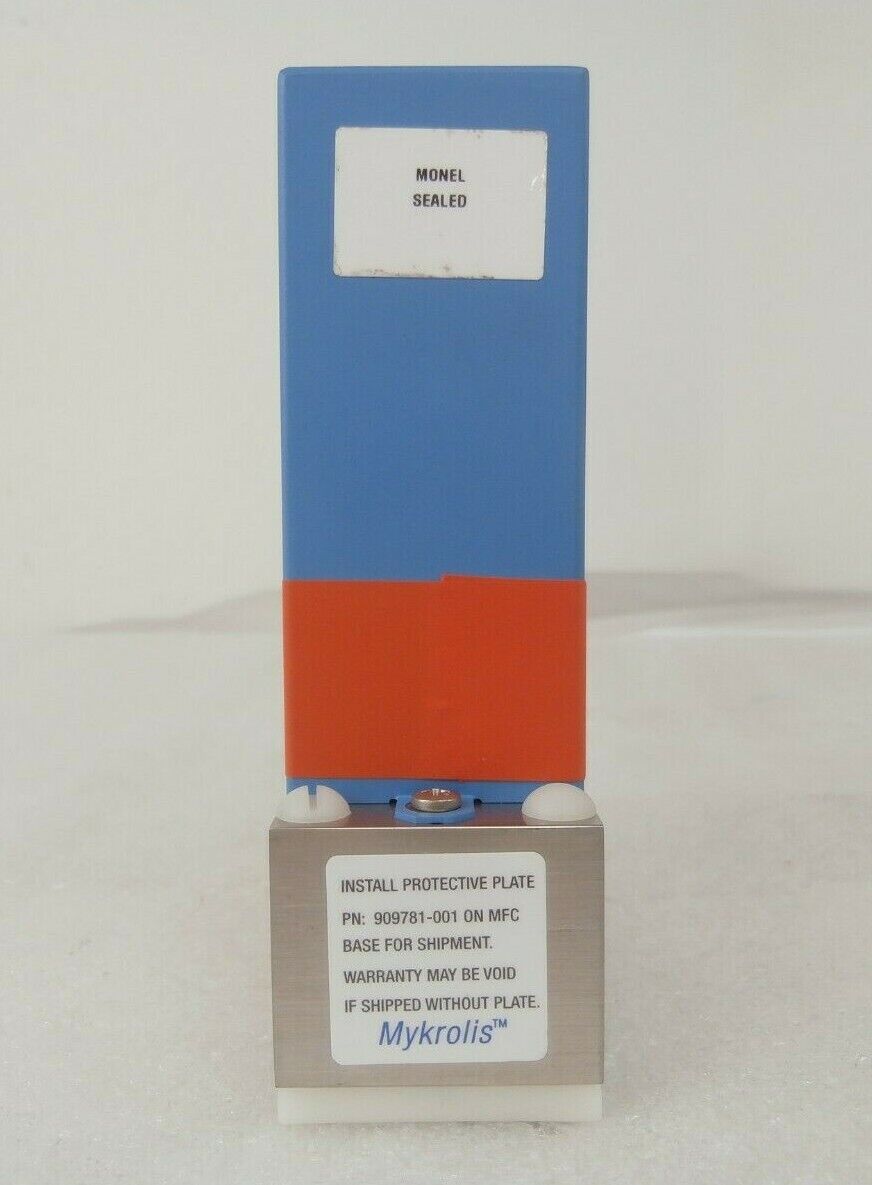 MONEL
SEALED
INSTALL PROTECTIVE PLATE
PN: 909781-001 ON MFC
BASE FOR SHIPMENT.
WARRANTY MAY BE VOID
IF SHIPPED WITHOUT PLATE.
Mykrolis™